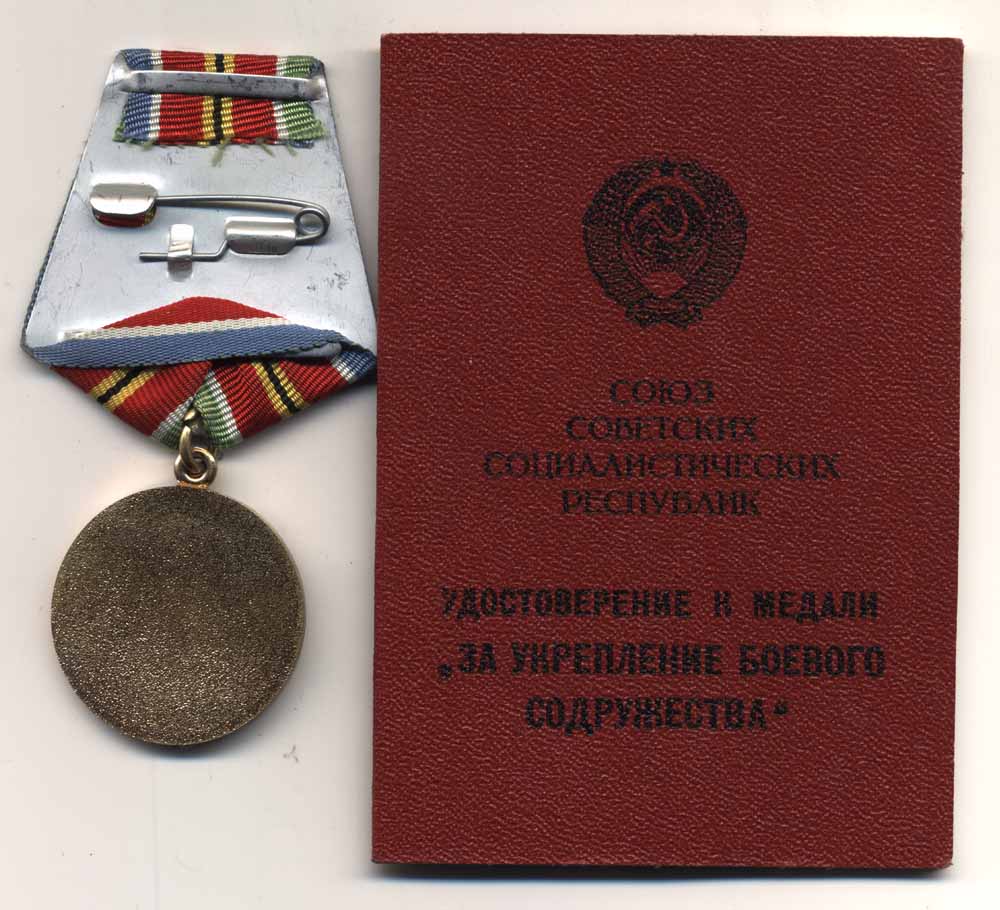 СОЮЗ
СОВЕТСКИХ
СОЦИАЛИСТИЧЕСКИХ
РЕСПУБЛИК
УДОСТОВЕРЕНИЕ К МЕДАЛИ
„ЗА УКРЕПЛЕНИЕ БОЕВОГО
СОДРУЖЕСТВА“